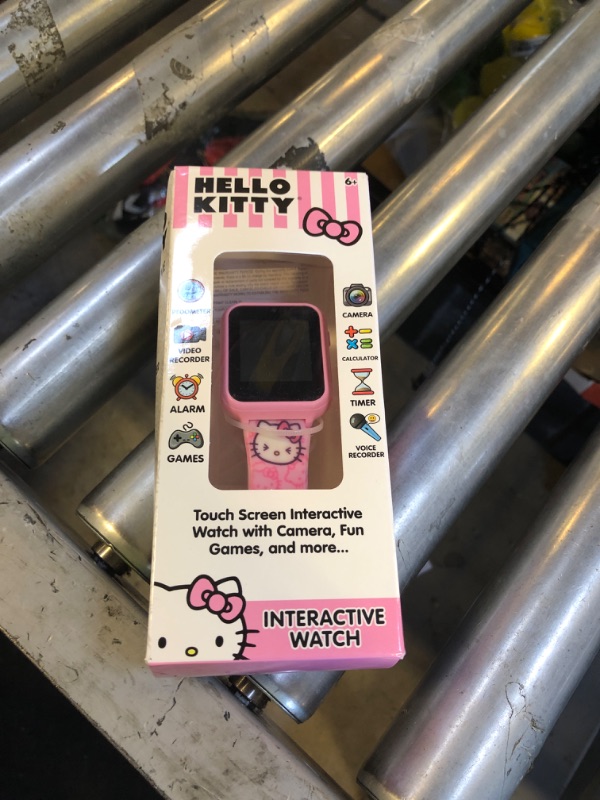 HELLO
KITTY
6+
PEDOMETER
VIDEO
RECORDER
ALARM
GAMES
CAMERA
CALCULATOR
TIMER
VOICE
RECORDER
Touch Screen Interactive
Watch with Camera, Fun
Games, and more...
INTERACTIVE
WATCH